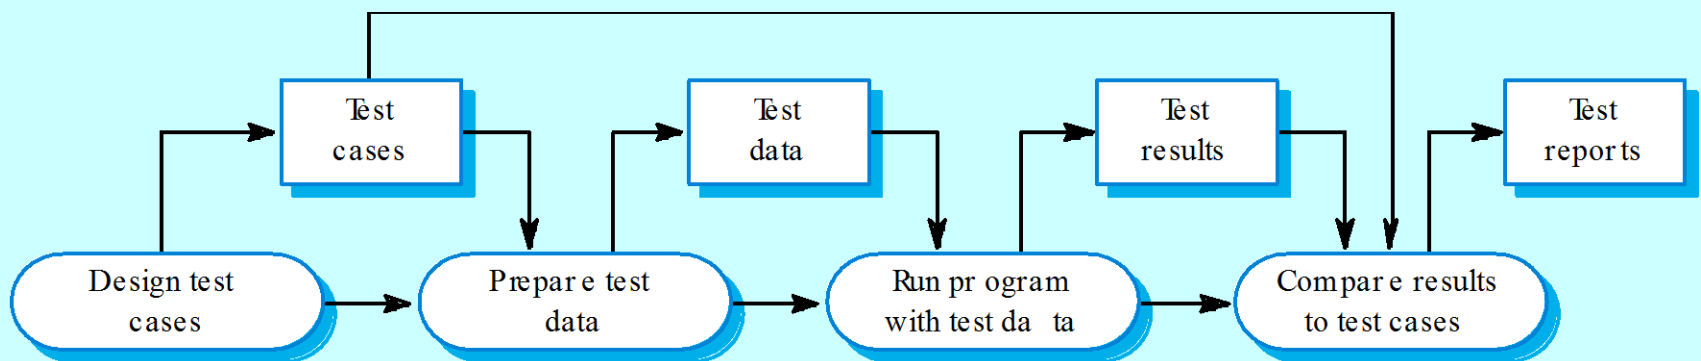 Test
cases
Test
data
Test
results
Test
reports
Design test
cases
Prepare test
data
Run program
with test data
Compare results
to test cases